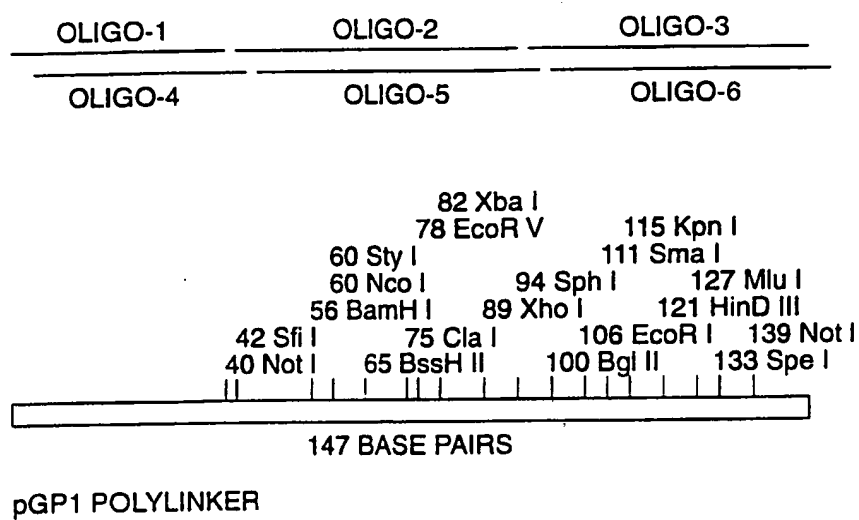 OLIGO-1 OLIGO-2 OLIGO-3
OLIGO-4 OLIGO-5 OLIGO-6
82 Xba I
78 EcoR V 115 Kpn I
60 Sty I 111 Sma I
60 Nco I 94 Sph I 127 Mlu I
56 BamH I 89 Xho I 121 HinD III
42 Sfi I 75 Cla I 106 EcoR I 139 Not I
40 Not I 65 BssH II 100 Bgl II 133 Spe I
147 BASE PAIRS
pGP1 POLYLINKER